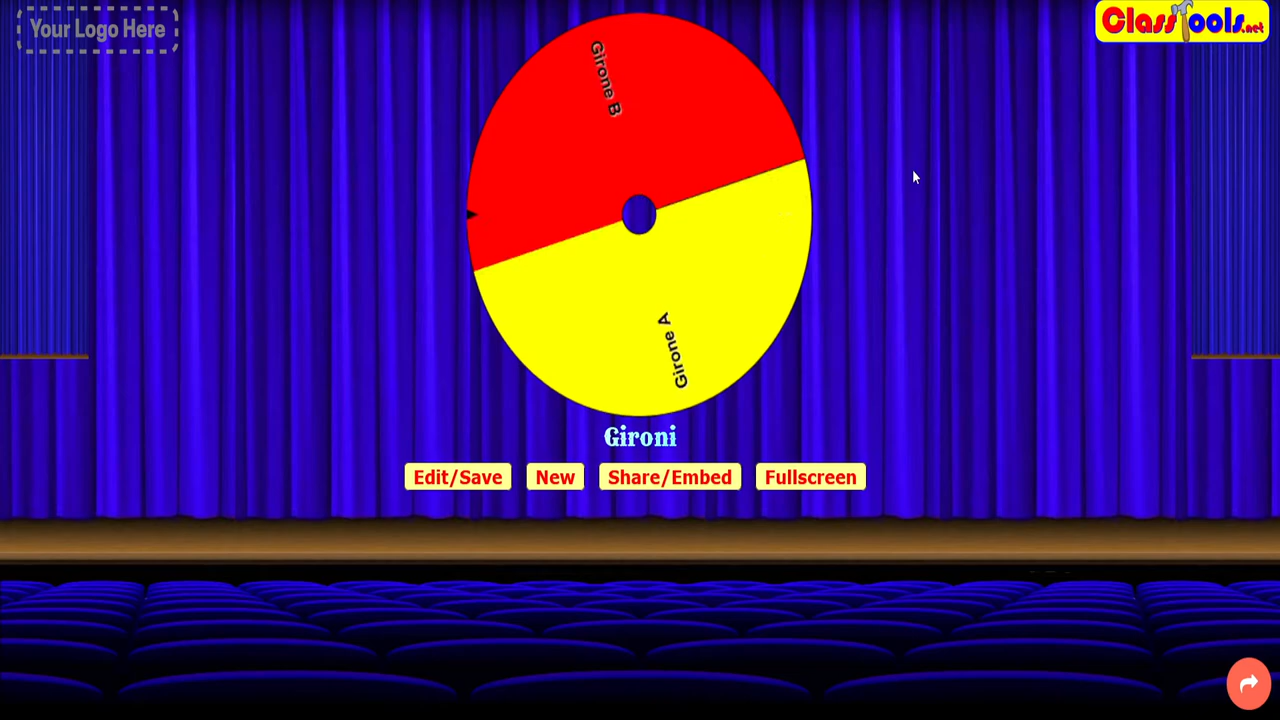 Your Logo Here
ClassTools.net
Girone B
Girone A
Gironi
Edit/Save
New
Share/Embed
Fullscreen